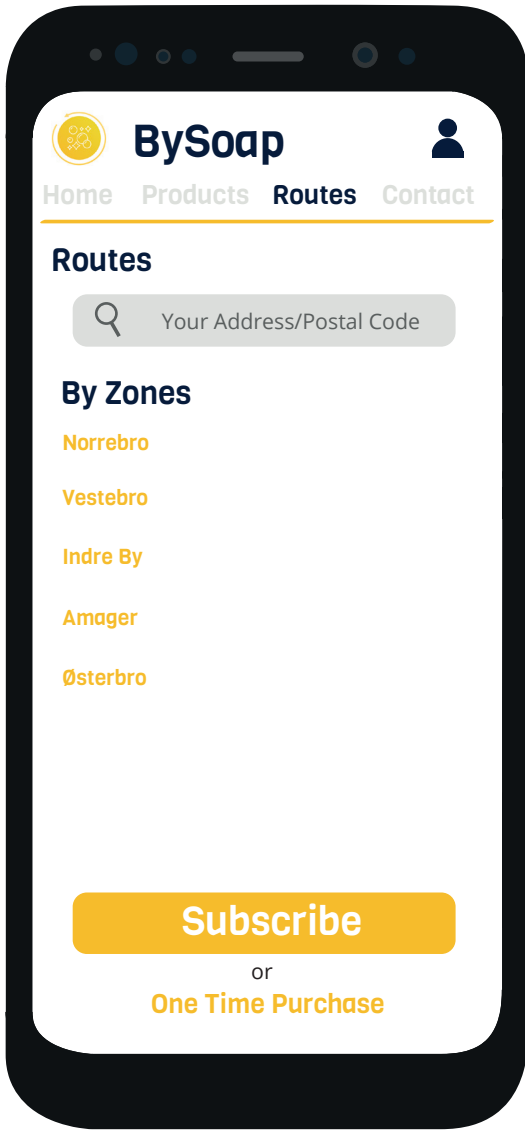 BySoap
Home Products Routes Contact
Routes
Your Address/Postal Code
By Zones
Norrebro
Vestebro
Indre By
Amager
Østerbro
Subscribe
or
One Time Purchase